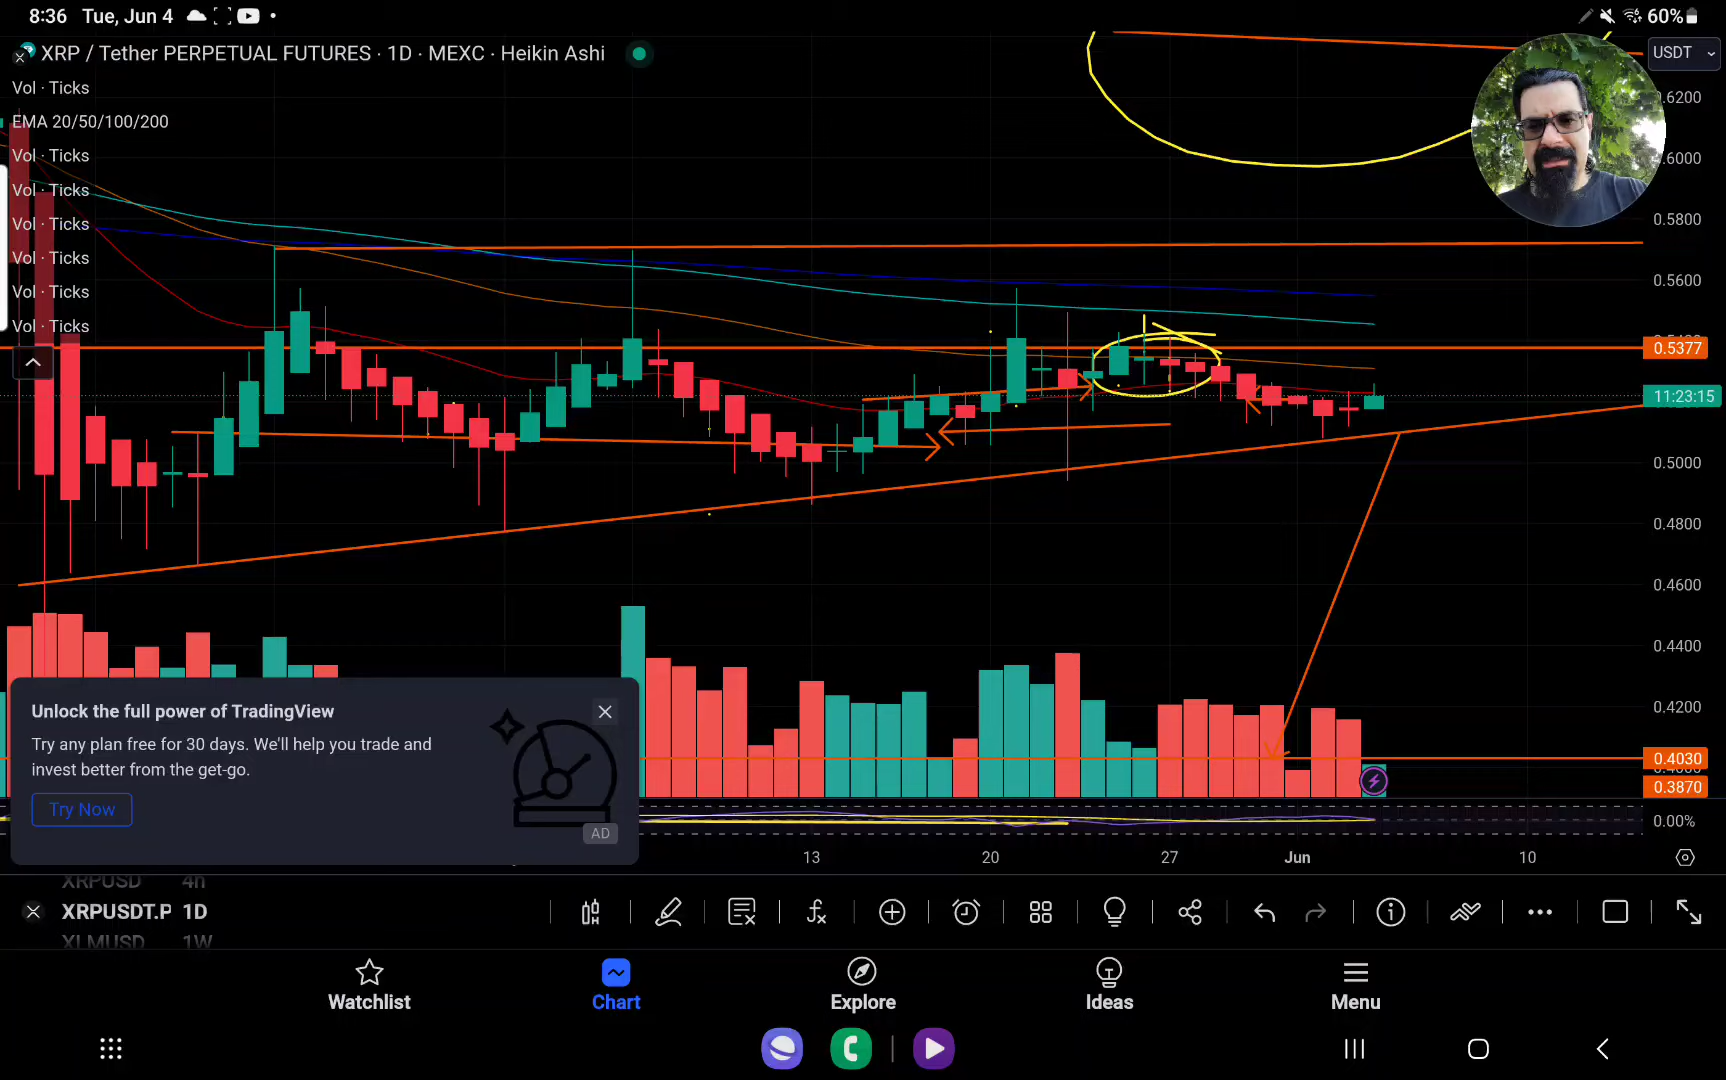 8:36 Tue, Jun 4
60%
XRP / Tether PERPETUAL FUTURES · 1D · MEXC · Heikin Ashi
USDT
Vol · Ticks
EMA 20/50/100/200
Vol · Ticks
Vol · Ticks
Vol · Ticks
Vol · Ticks
Vol · Ticks
Vol · Ticks
.6200
.6000
0.5800
0.5600
0.5377
11:23:15
0.5000
0.4800
0.4600
0.4400
0.4200
0.4030
0.3870
0.00%
Unlock the full power of TradingView
Try any plan free for 30 days. We'll help you trade and
invest better from the get-go.
Try Now
AD
13 20 27 Jun 10
XRPUSD 4h
XRPUSDT.P 1D
XLMUSD 1W
Watchlist Chart Explore Ideas Menu